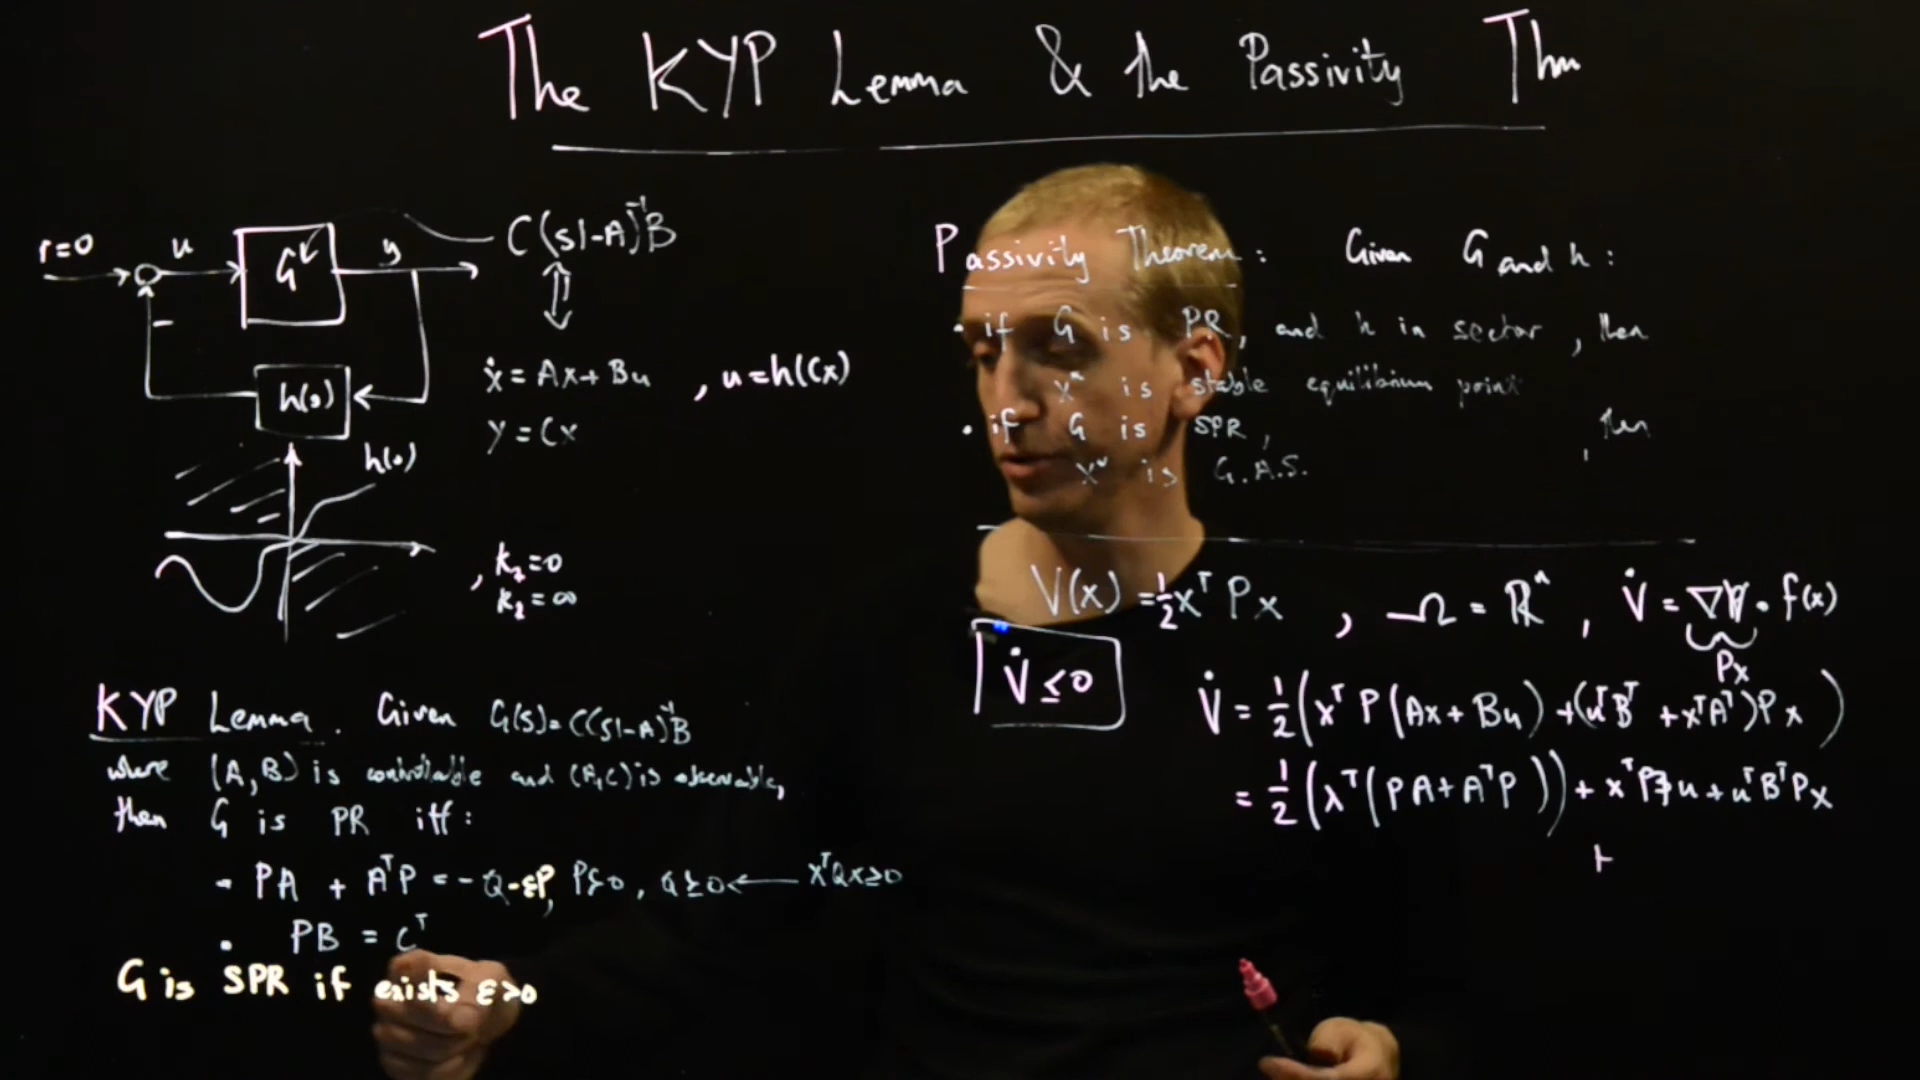 The KYP Lemma & the Passivity Thm
r=0
u
G
y
C(sI-A)⁻¹B
-
h(·)
ẋ = Ax + Bu , u = h(Cx)
y = Cx
h(·)
, k₁ = 0
k₂ = ∞
KYP Lemma. Given G(s) = C(sI-A)⁻¹B
where (A,B) is controllable and (A,C) is observable,
then G is PR iff:
- PA + AᵀP = -Q - εP, P≻0, Q⪰0 ← xᵀQx≥0
• PB = Cᵀ
G is SPR if exists ε>0
Passivity Theorem: Given G and h:
• if G is PR, and h in sector, then
x* is stable equilibrium point
• if G is SPR, , then
x* is G.A.S.
V(x) = ½xᵀPx , Ω = ℝⁿ , V̇ = ∇V · f(x)
Px
V̇ ≤ 0
V̇ = ½(xᵀP(Ax+Bu) + (uᵀBᵀ + xᵀAᵀ)Px)
= ½(xᵀ(PA+AᵀP)) + xᵀPBu + uᵀBᵀPx